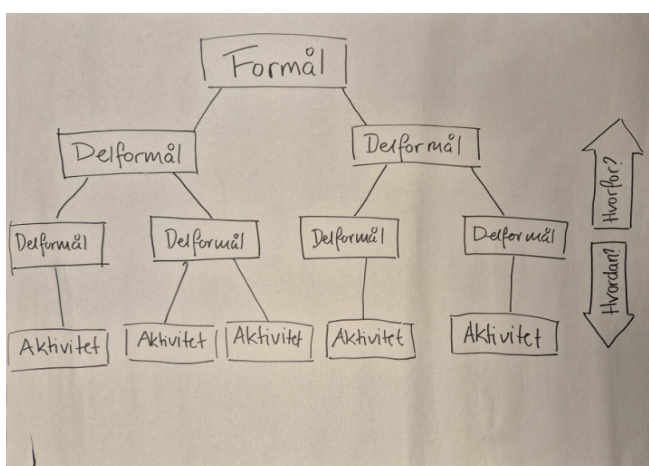 Formål
Delformål
Delformål
Delformål
Delformål
Delformål
Delformål
Aktivitet
Aktivitet
Aktivitet
Aktivitet
Aktivitet
Hvorfor?
Hvordan?